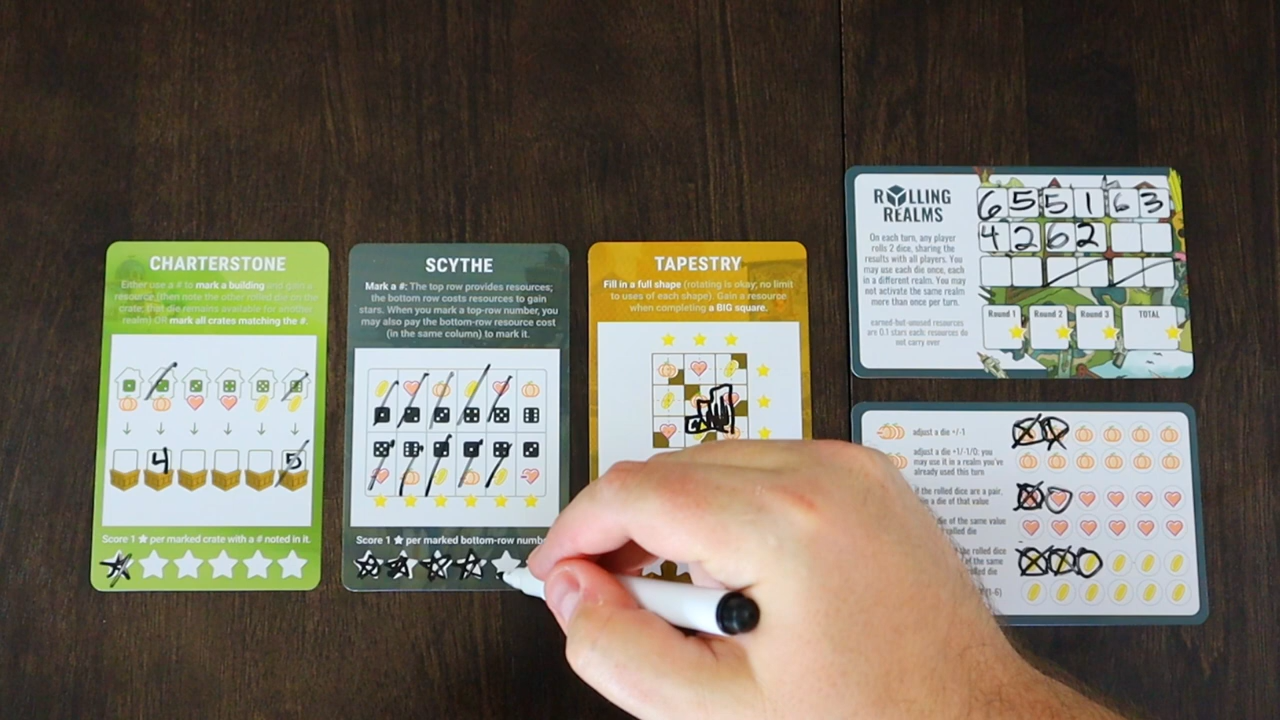 CHARTERSTONE
Either use a # to mark a building and gain a
resource (then note the other rolled die on the
crate; that die remains available for another
realm) OR mark all crates matching the #.
4
5
Score 1 ★ per marked crate with a # noted in it.
SCYTHE
Mark a #: The top row provides resources;
the bottom row costs resources to gain
stars. When you mark a top-row number, you
may also pay the bottom-row resource cost
(in the same column) to mark it.
Score 1 ★ per marked bottom-row
TAPESTRY
Fill in a full shape (rotating is okay; no limit
to uses of each shape). Gain a resource
when completing a BIG square.
ROLLING
REALMS
On each turn, any player
rolls 2 dice, sharing the
results with all players. You
may use each die once, each
in a different realm. You may
not activate the same realm
more than once per turn.
earned-but-unused resources
are 0.1 stars each; resources do
not carry over
6 5 5 1 6 3
4 2 6 2
Round 1
Round 2
Round 3
TOTAL
adjust a die +/-1
adjust a die +1/-1/0; you
may use it in a realm you've
already used this turn
if the rolled dice are a pair,
a die of that value
die of the same value
rolled die
the rolled dice
of the same
rolled die
(1-6)